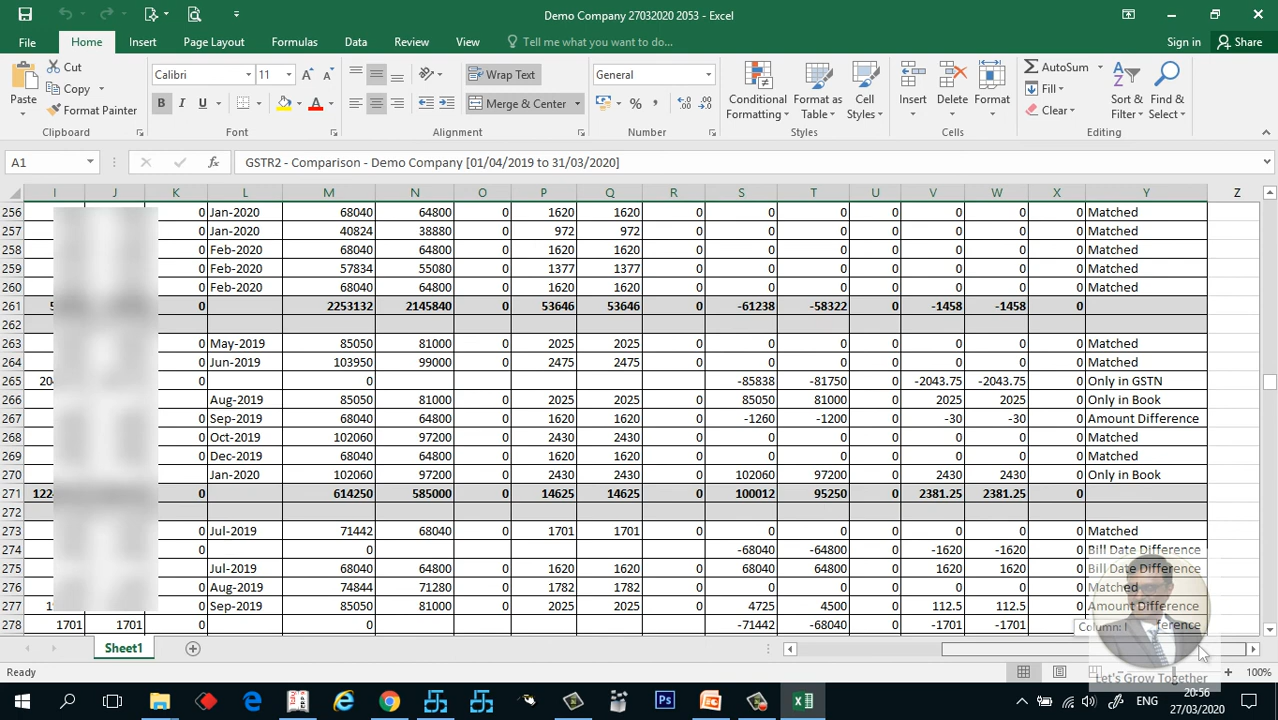 Demo Company 27032020 2053 - Excel
File Home Insert Page Layout Formulas Data Review View Tell me what you want to do... Sign in Share
Paste Cut Copy Format Painter Clipboard
Calibri 11 B I U A A A Font
Wrap Text Merge & Center Alignment
General % , Number
Conditional Formatting Format as Table Cell Styles Styles
Insert Delete Format Cells
AutoSum Fill Clear Sort & Filter Find & Select Editing
A1 fx GSTR2 - Comparison - Demo Company [01/04/2019 to 31/03/2020]
I J K L M N O P Q R S T U V W X Y Z
256 0 Jan-2020 68040 64800 0 1620 1620 0 0 0 0 0 0 0 Matched
257 0 Jan-2020 40824 38880 0 972 972 0 0 0 0 0 0 0 Matched
258 0 Feb-2020 68040 64800 0 1620 1620 0 0 0 0 0 0 0 Matched
259 0 Feb-2020 57834 55080 0 1377 1377 0 0 0 0 0 0 0 Matched
260 0 Feb-2020 68040 64800 0 1620 1620 0 0 0 0 0 0 0 Matched
261 0 2253132 2145840 0 53646 53646 0 -61238 -58322 0 -1458 -1458 0
262
263 0 May-2019 85050 81000 0 2025 2025 0 0 0 0 0 0 0 Matched
264 0 Jun-2019 103950 99000 0 2475 2475 0 0 0 0 0 0 0 Matched
265 0 0 -85838 -81750 0 -2043.75 -2043.75 0 Only in GSTN
266 Aug-2019 85050 81000 0 2025 2025 0 85050 81000 0 2025 2025 0 Only in Book
267 0 Sep-2019 68040 64800 0 1620 1620 0 -1260 -1200 0 -30 -30 0 Amount Difference
268 0 Oct-2019 102060 97200 0 2430 2430 0 0 0 0 0 0 0 Matched
269 0 Dec-2019 68040 64800 0 1620 1620 0 0 0 0 0 0 0 Matched
270 Jan-2020 102060 97200 0 2430 2430 0 102060 97200 0 2430 2430 0 Only in Book
271 0 614250 585000 0 14625 14625 0 100012 95250 0 2381.25 2381.25 0
272
273 0 Jul-2019 71442 68040 0 1701 1701 0 0 0 0 0 0 0 Matched
274 0 0 -68040 -64800 0 -1620 -1620 0 Bill Date Difference
275 Jul-2019 68040 64800 0 1620 1620 0 68040 64800 0 1620 1620 0 Bill Date Difference
276 0 Aug-2019 74844 71280 0 1782 1782 0 0 0 0 0 0 0 Matched
277 0 Sep-2019 85050 81000 0 2025 2025 0 4725 4500 0 112.5 112.5 0 Amount Difference
278 1701 1701 0 0 -71442 -68040 0 -1701 -1701 0
Column: I
Sheet1
Ready 100%
Let's Grow Together
Ps ENG 20:56
27/03/2020